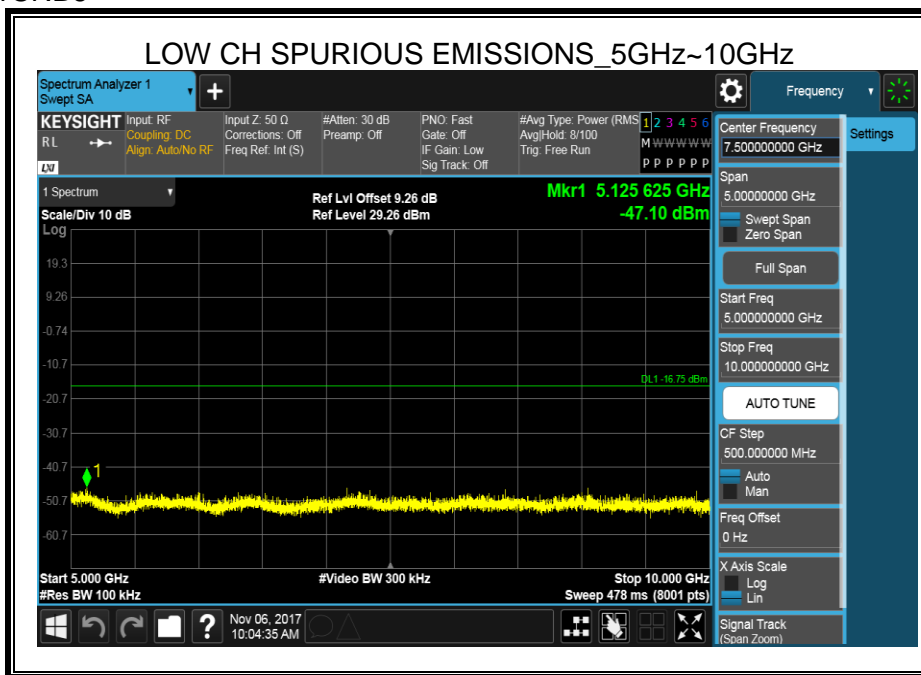 LOW CH SPURIOUS EMISSIONS_5GHz~10GHz
Spectrum Analyzer 1
Swept SA
+
Frequency
KEYSIGHT
RL
LXI
Input: RF
Coupling: DC
Align: Auto/No RF
Input Z: 50 Ω
Corrections: Off
Freq Ref: Int (S)
#Atten: 30 dB
Preamp: Off
PNO: Fast
Gate: Off
IF Gain: Low
Sig Track: Off
#Avg Type: Power (RMS
Avg|Hold: 8/100
Trig: Free Run
1 2 3 4 5 6
M W W W W W
P P P P P P
1 Spectrum
Scale/Div 10 dB
Log
Ref Lvl Offset 9.26 dB
Ref Level 29.26 dBm
Mkr1 5.125 625 GHz
-47.10 dBm
19.3
9.26
-0.74
-10.7
DL1 -16.75 dBm
-20.7
-30.7
-40.7
1
-50.7
-60.7
Start 5.000 GHz
#Res BW 100 kHz
#Video BW 300 kHz
Stop 10.000 GHz
Sweep 478 ms (8001 pts)
?
Nov 06, 2017
10:04:35 AM
Center Frequency
7.500000000 GHz
Settings
Span
5.00000000 GHz
Swept Span
Zero Span
Full Span
Start Freq
5.000000000 GHz
Stop Freq
10.000000000 GHz
AUTO TUNE
CF Step
500.000000 MHz
Auto
Man
Freq Offset
0 Hz
X Axis Scale
Log
Lin
Signal Track
(Span Zoom)